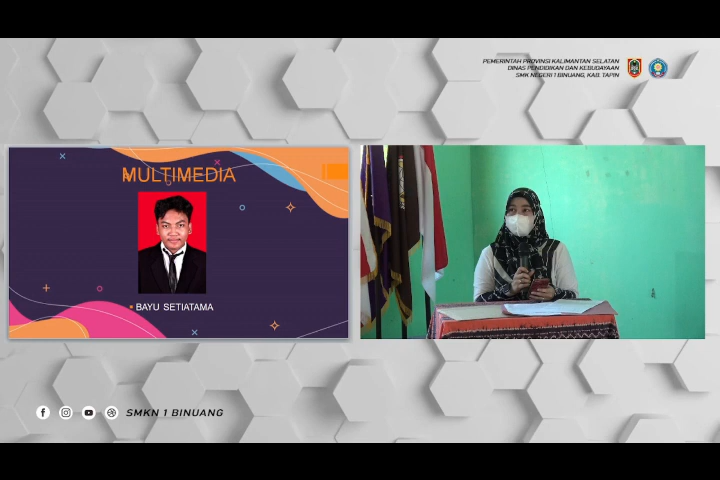 PEMERINTAH PROVINSI KALIMANTAN SELATAN
DINAS PENDIDIKAN DAN KEBUDAYAAN
SMK NEGERI 1 BINUANG, KAB. TAPIN
MULTIMEDIA
BAYU SETIATAMA
SMKN 1 BINUANG